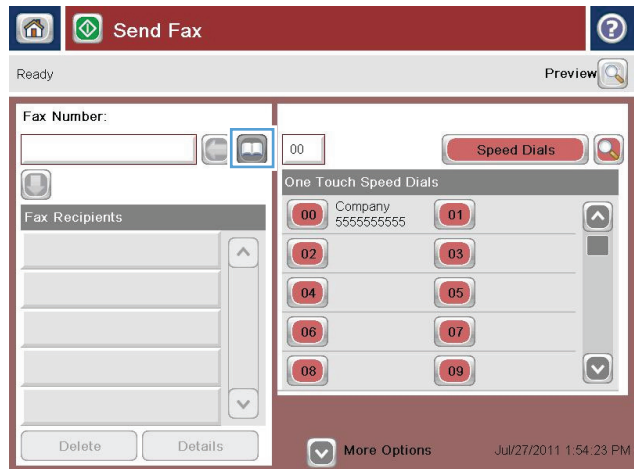 Send Fax
Ready
Preview
Fax Number:
00
Speed Dials
One Touch Speed Dials
00 Company 01
5555555555
Fax Recipients
02 03
04 05
06 07
08 09
Delete Details
More Options Jul/27/2011 1:54:23 PM